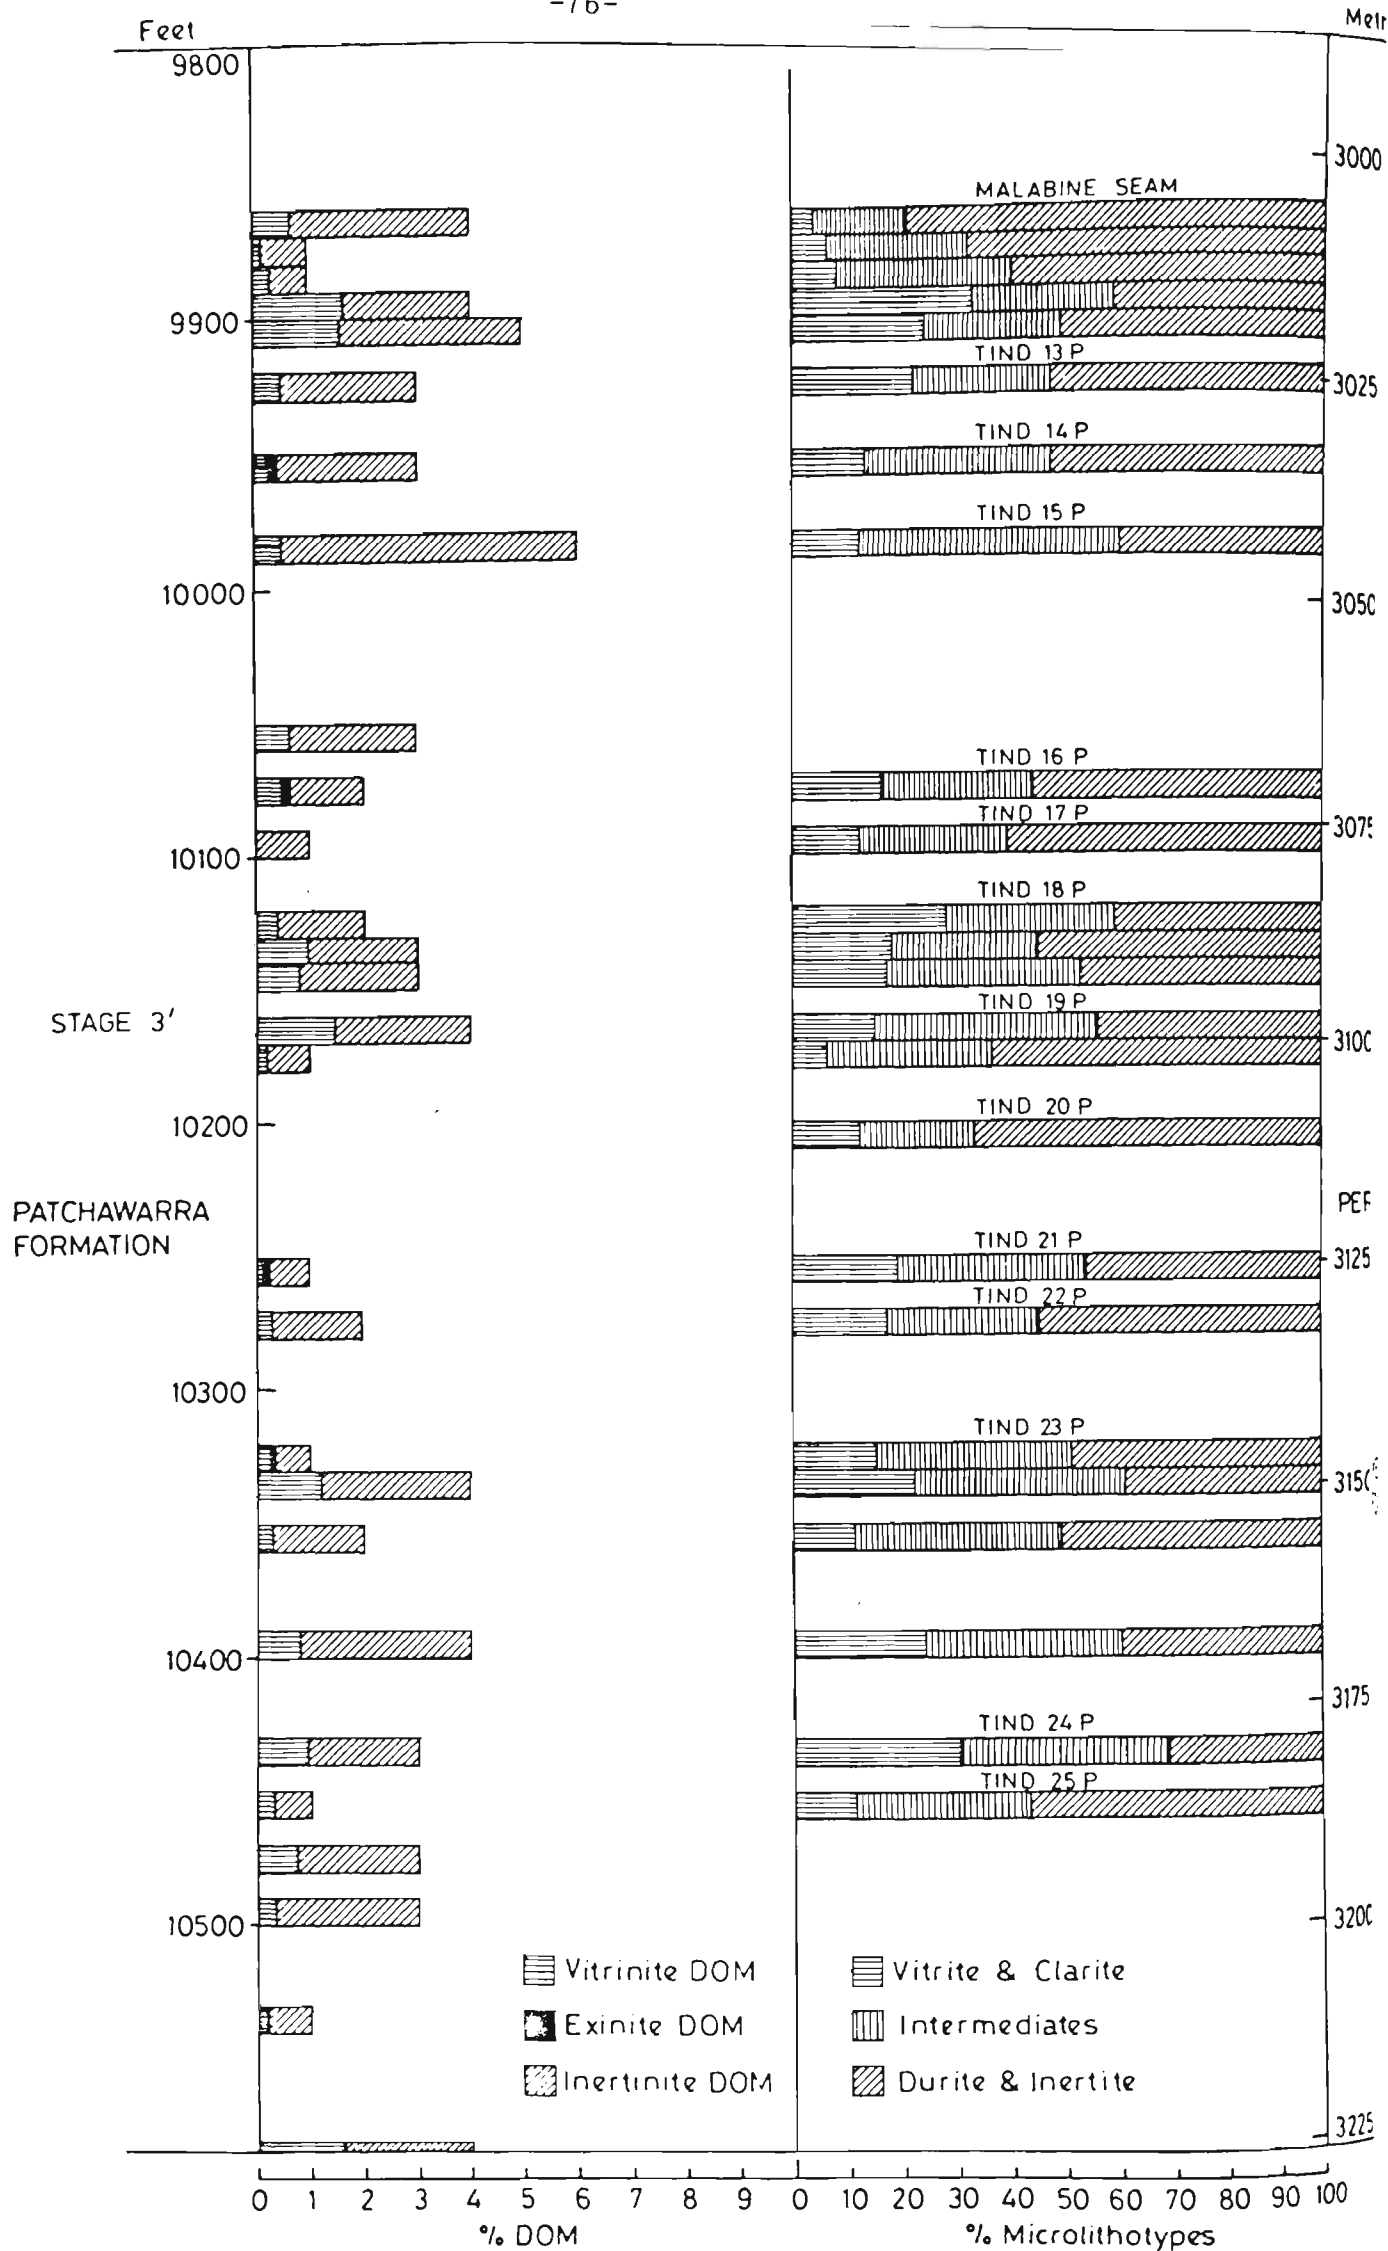 -76-
Feet
Metr
9800
3000
MALABINE SEAM
9900
TIND 13 P
3025
TIND 14 P
TIND 15 P
10000
3050
TIND 16 P
TIND 17 P
3075
10100
TIND 18 P
STAGE 3'
TIND 19 P
3100
TIND 20 P
10200
PATCHAWARRA
FORMATION
PER
TIND 21 P
3125
TIND 22 P
10300
TIND 23 P
3150
10400
3175
TIND 24 P
TIND 25 P
10500
3200
Vitrinite DOM
Vitrite & Clarite
Exinite DOM
Intermediates
Inertinite DOM
Durite & Inertite
3225
0 1 2 3 4 5 6 7 8 9 0 10 20 30 40 50 60 70 80 90 100
% DOM
% Microlithotypes